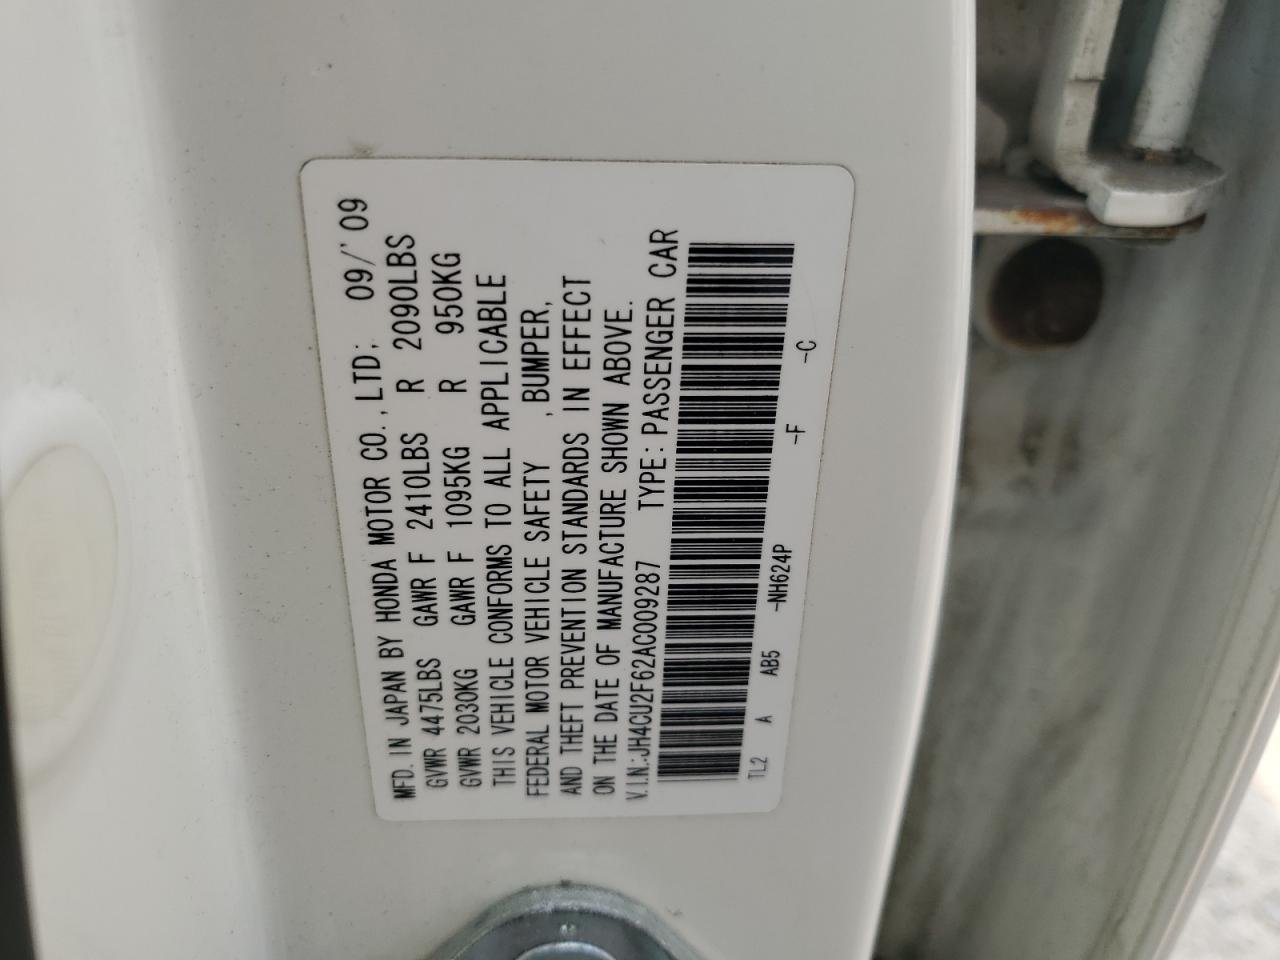 MFD. IN JAPAN BY HONDA MOTOR CO., LTD; 09/'09
GVWR 4475LBS GAWR F 2410LBS R 2090LBS
GVWR 2030KG GAWR F 1095KG R 950KG
THIS VEHICLE CONFORMS TO ALL APPLICABLE
FEDERAL MOTOR VEHICLE SAFETY , BUMPER,
AND THEFT PREVENTION STANDARDS IN EFFECT
ON THE DATE OF MANUFACTURE SHOWN ABOVE.
V.I.N.:JH4CU2F62AC009287 TYPE: PASSENGER CAR
TL2 A AB5 -NH624P -F -C